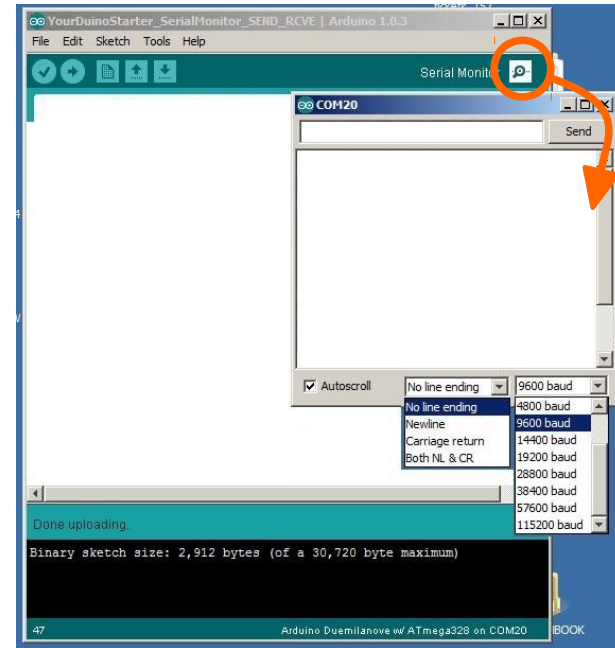 YourDuinoStarter_SerialMonitor_SEND_RCVE | Arduino 1.0.3
File Edit Sketch Tools Help
Serial Monitor
COM20
Send
Autoscroll
No line ending
9600 baud
No line ending
Newline
Carriage return
Both NL & CR
4800 baud
9600 baud
14400 baud
19200 baud
28800 baud
38400 baud
57600 baud
115200 baud
Done uploading.
Binary sketch size: 2,912 bytes (of a 30,720 byte maximum)
47
Arduino Duemilanove w/ ATmega328 on COM20
BOOK